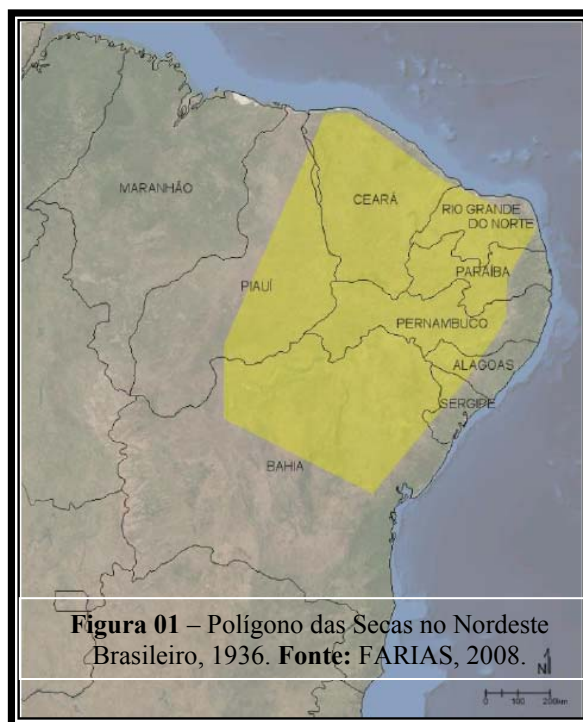 MARANHÃO
CEARÁ
RIO GRANDE
DO NORTE
PARAÍBA
PIAUÍ
PERNAMBUCO
ALAGOAS
SERGIPE
BAHIA
Figura 01 – Polígono das Secas no Nordeste
Brasileiro, 1936. Fonte: FARIAS, 2008.
N
0 100 200km